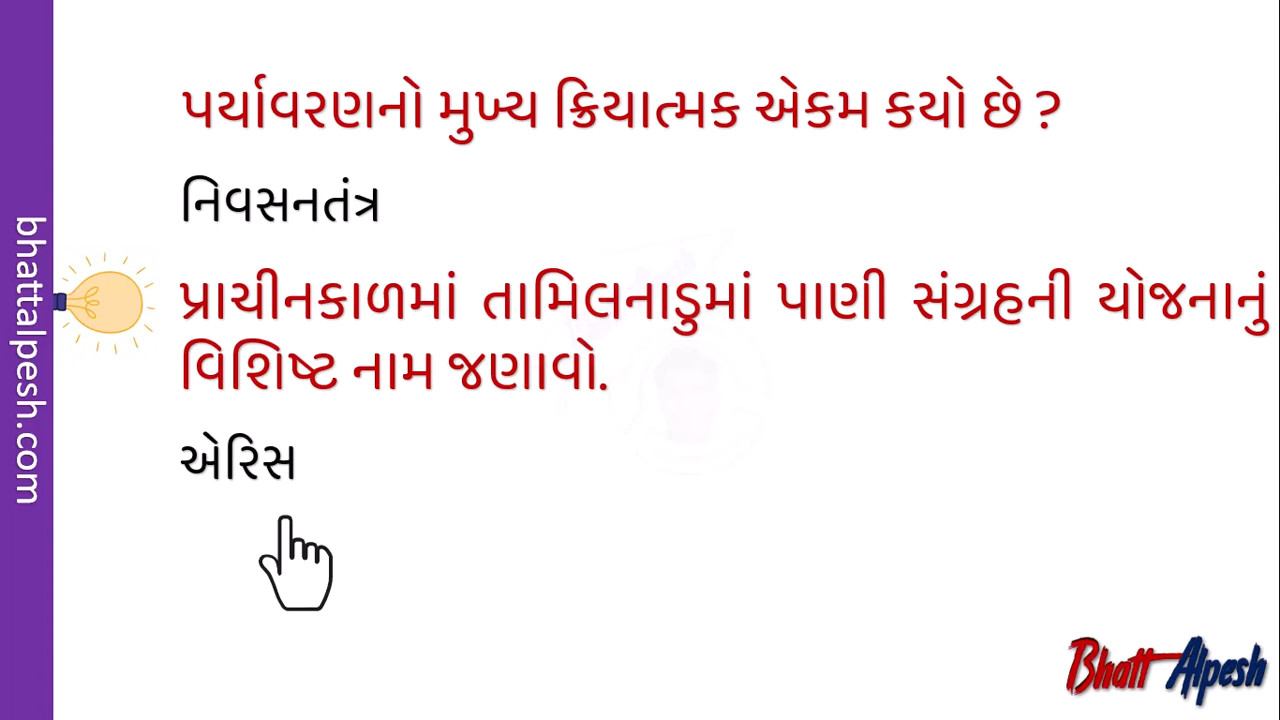 પર્યાવરણનો મુખ્ય ક્રિયાત્મક એકમ કયો છે ?
નિવસનતંત્ર
પ્રાચીનકાળમાં તામિલનાડુમાં પાણી સંગ્રહની યોજનાનું
વિશિષ્ટ નામ જણાવો.
એરિસ
bhattalpesh.com
Bhatt Alpesh